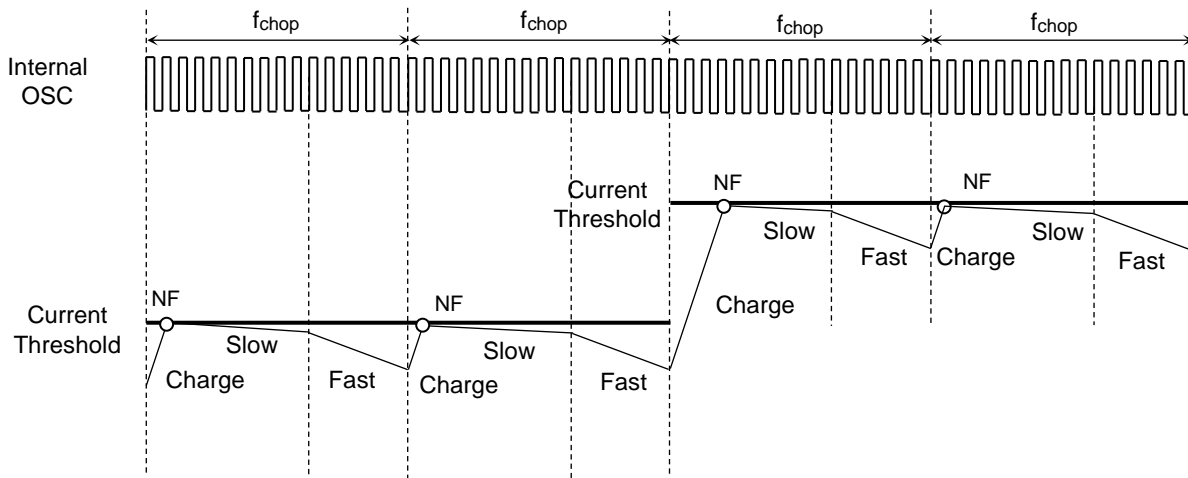 fchop
fchop
fchop
fchop
Internal
OSC
Current
Threshold
NF
NF
Slow
Fast
Charge
Slow
Fast
Charge
Current
Threshold
NF
NF
Slow
Fast
Charge
Slow
Fast
Charge